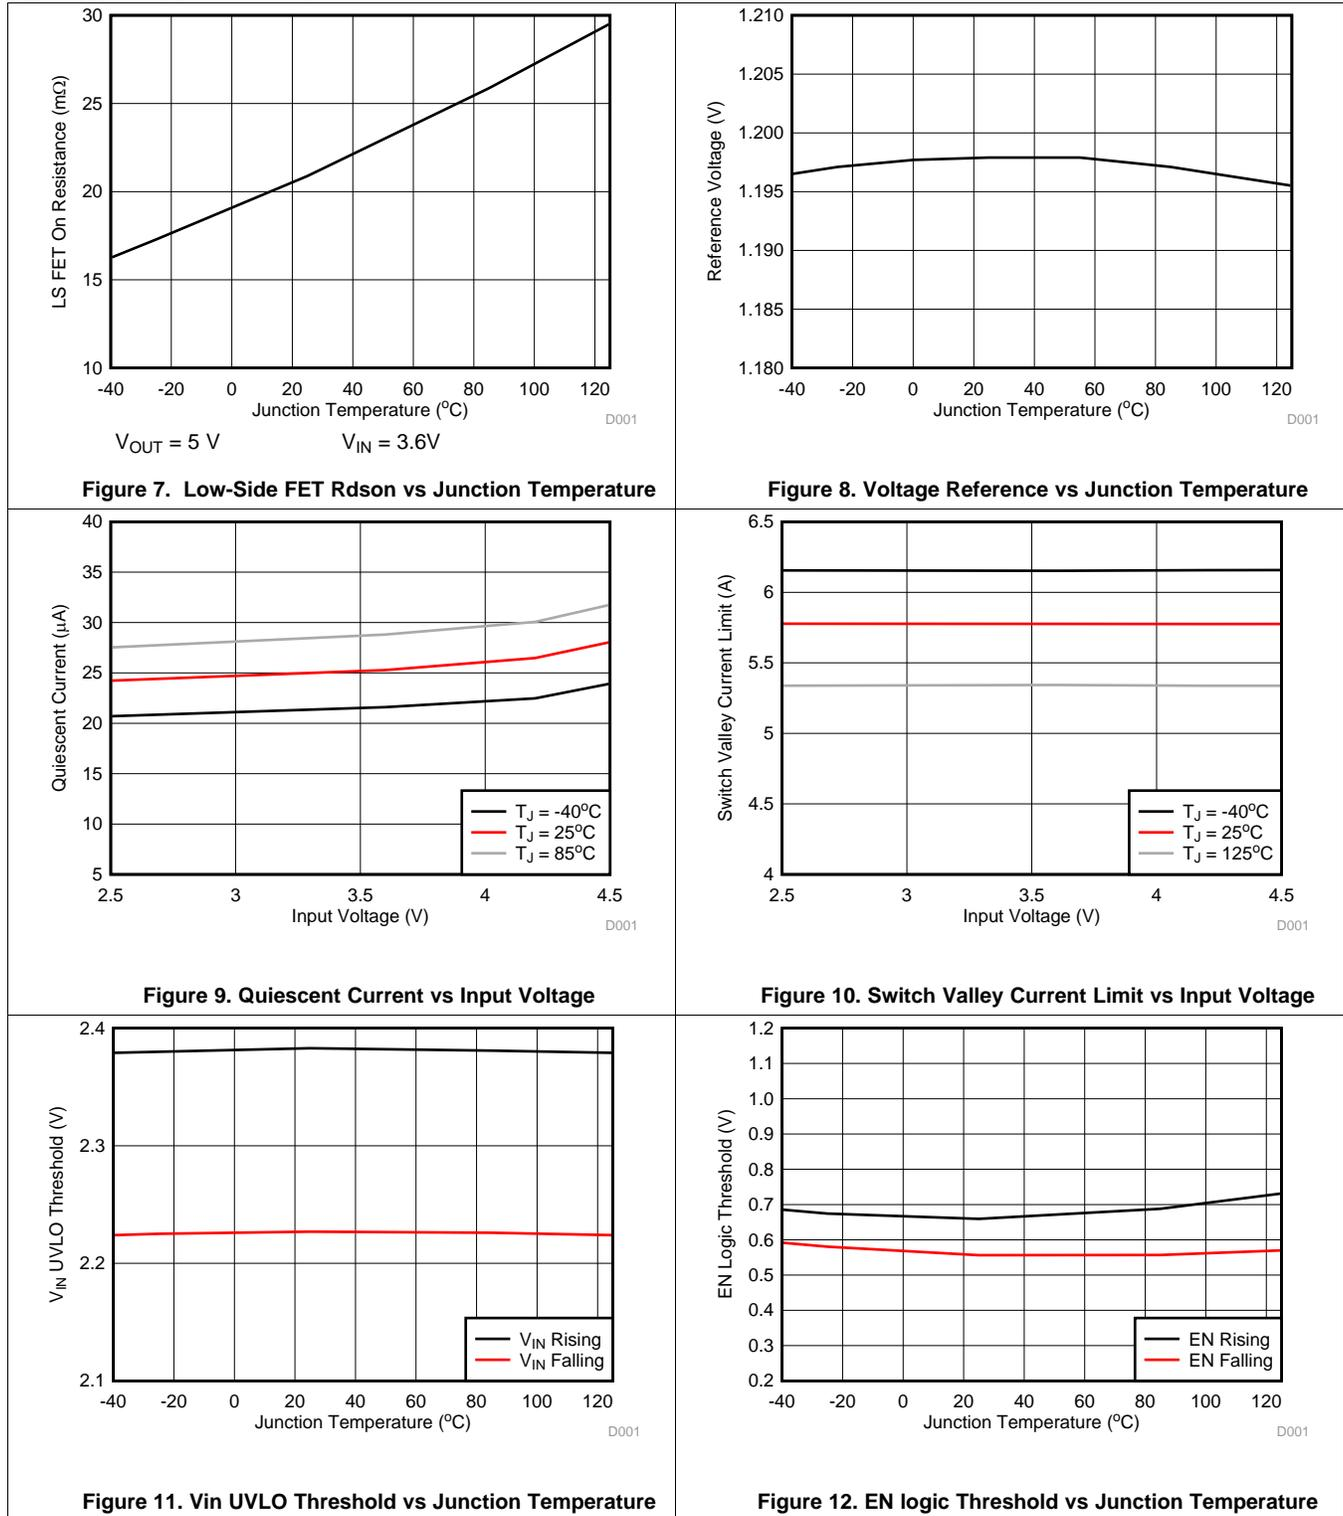 30
25
20
15
10
LS FET On Resistance (mΩ)
-40 -20 0 20 40 60 80 100 120
Junction Temperature (°C)
D001
V_OUT = 5 V V_IN = 3.6V
Figure 7. Low-Side FET Rdson vs Junction Temperature
1.210
1.205
1.200
1.195
1.190
1.185
1.180
Reference Voltage (V)
-40 -20 0 20 40 60 80 100 120
Junction Temperature (°C)
D001
Figure 8. Voltage Reference vs Junction Temperature
40
35
30
25
20
15
10
5
Quiescent Current (μA)
T_J = -40°C
T_J = 25°C
T_J = 85°C
2.5 3 3.5 4 4.5
Input Voltage (V)
D001
Figure 9. Quiescent Current vs Input Voltage
6.5
6
5.5
5
4.5
4
Switch Valley Current Limit (A)
T_J = -40°C
T_J = 25°C
T_J = 125°C
2.5 3 3.5 4 4.5
Input Voltage (V)
D001
Figure 10. Switch Valley Current Limit vs Input Voltage
2.4
2.3
2.2
2.1
V_IN UVLO Threshold (V)
V_IN Rising
V_IN Falling
-40 -20 0 20 40 60 80 100 120
Junction Temperature (°C)
D001
Figure 11. Vin UVLO Threshold vs Junction Temperature
1.2
1.1
1.0
0.9
0.8
0.7
0.6
0.5
0.4
0.3
0.2
EN Logic Threshold (V)
EN Rising
EN Falling
-40 -20 0 20 40 60 80 100 120
Junction Temperature (°C)
D001
Figure 12. EN logic Threshold vs Junction Temperature